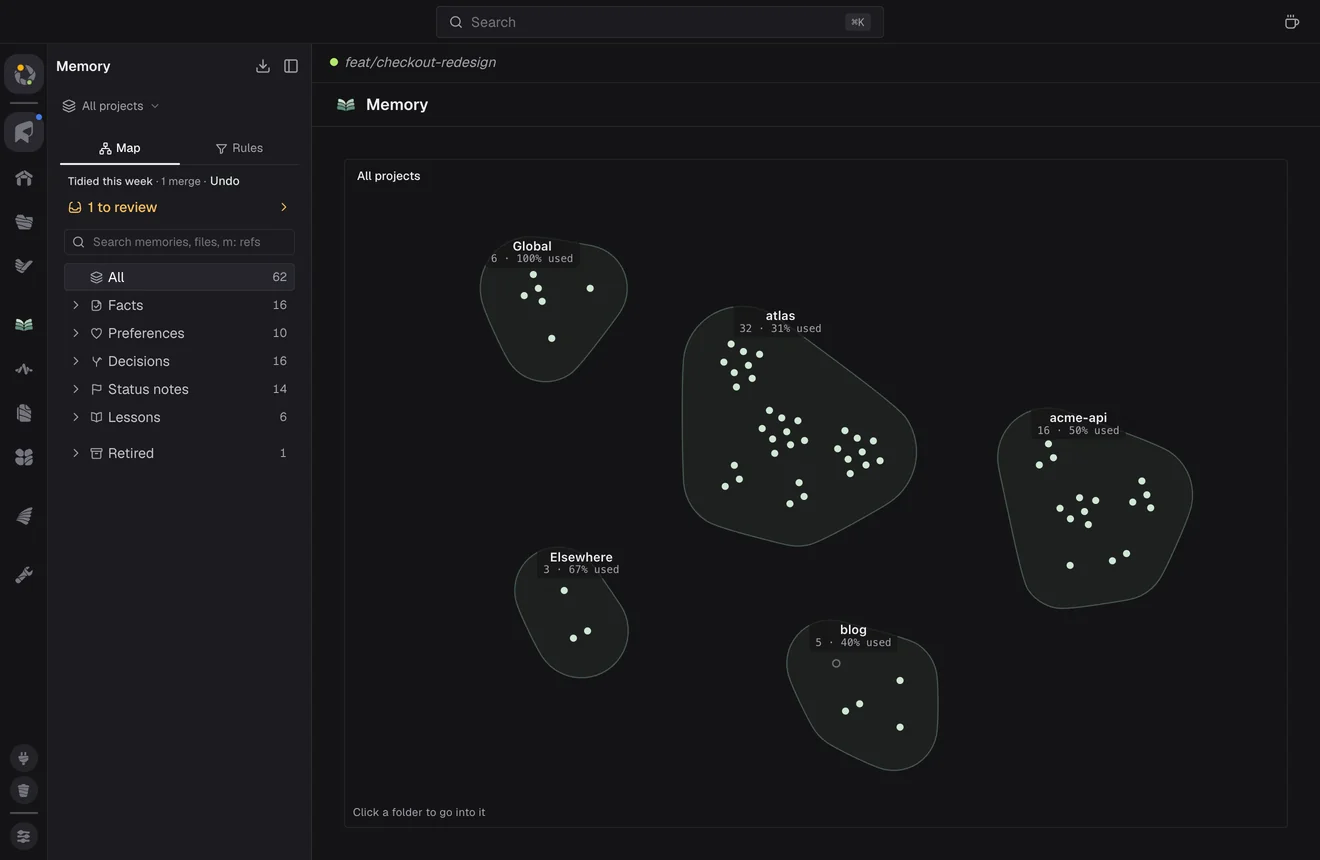 Search
⌘K
Memory
All projects
Map
Rules
Tidied this week · 1 merge · Undo
1 to review
Search memories, files, m: refs
All 62
Facts 16
Preferences 10
Decisions 16
Status notes 14
Lessons 6
Retired 1
feat/checkout-redesign
Memory
All projects
Global
6 · 100% used
atlas
32 · 31% used
acme-api
16 · 50% used
Elsewhere
3 · 67% used
blog
5 · 40% used
Click a folder to go into it